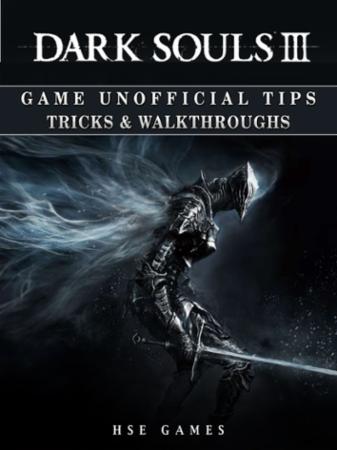 DARK SOULS III
GAME UNOFFICIAL TIPS
TRICKS & WALKTHROUGHS
HSE GAMES